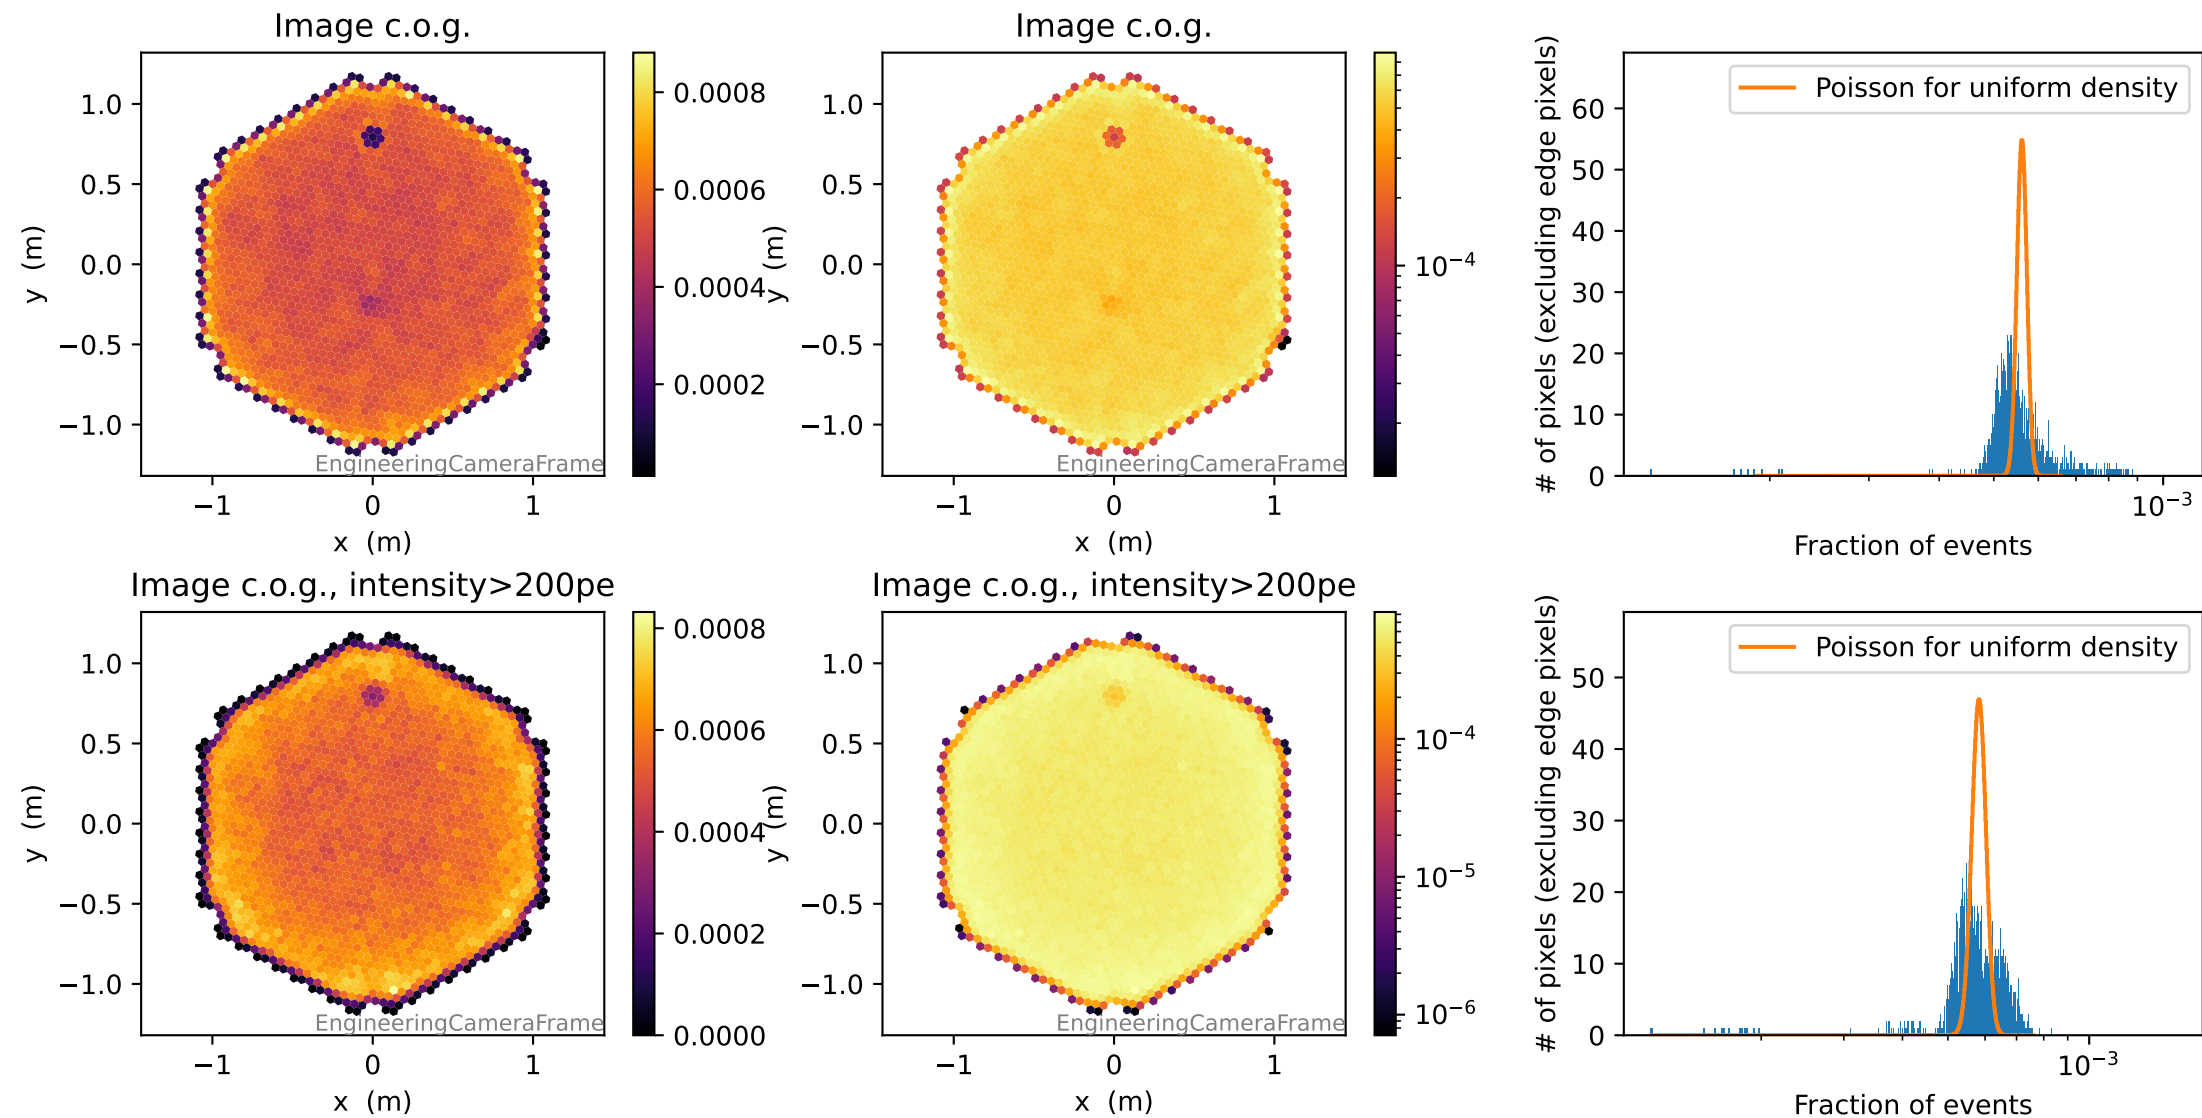 Image c.o.g.
1.0
0.5
0.0
−0.5
−1.0
y (m)
−1
0
1
x (m)
EngineeringCameraFrame
0.0008
0.0006
0.0004
0.0002
Image c.o.g.
1.0
0.5
0.0
−0.5
−1.0
y (m)
−1
0
1
x (m)
EngineeringCameraFrame
10⁻⁴
# of pixels (excluding edge pixels)
60
50
40
30
20
10
0
Poisson for uniform density
10⁻³
Fraction of events
Image c.o.g., intensity>200pe
1.0
0.5
0.0
−0.5
−1.0
y (m)
−1
0
1
x (m)
EngineeringCameraFrame
0.0008
0.0006
0.0004
0.0002
0.0000
Image c.o.g., intensity>200pe
1.0
0.5
0.0
−0.5
−1.0
y (m)
−1
0
1
x (m)
EngineeringCameraFrame
10⁻⁴
10⁻⁵
10⁻⁶
# of pixels (excluding edge pixels)
50
40
30
20
10
0
Poisson for uniform density
10⁻³
Fraction of events